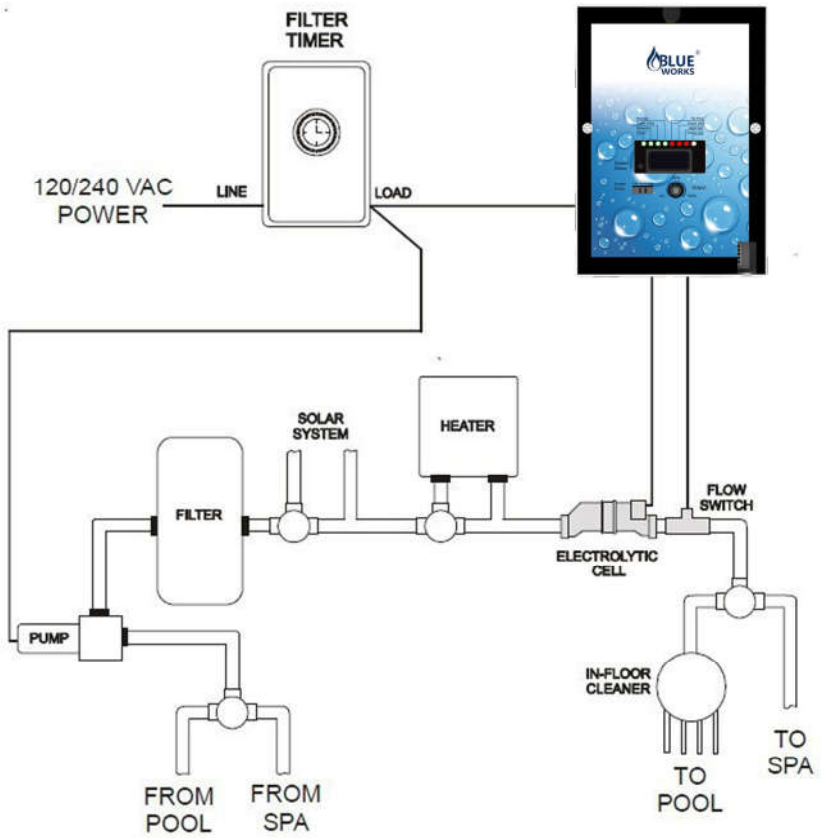 FILTER
TIMER
BLUE
WORKS
®
120/240 VAC
POWER
LINE
LOAD
SOLAR
SYSTEM
HEATER
FILTER
FLOW
SWITCH
ELECTROLYTIC
CELL
PUMP
IN-FLOOR
CLEANER
TO
SPA
TO
POOL
FROM
POOL
FROM
SPA